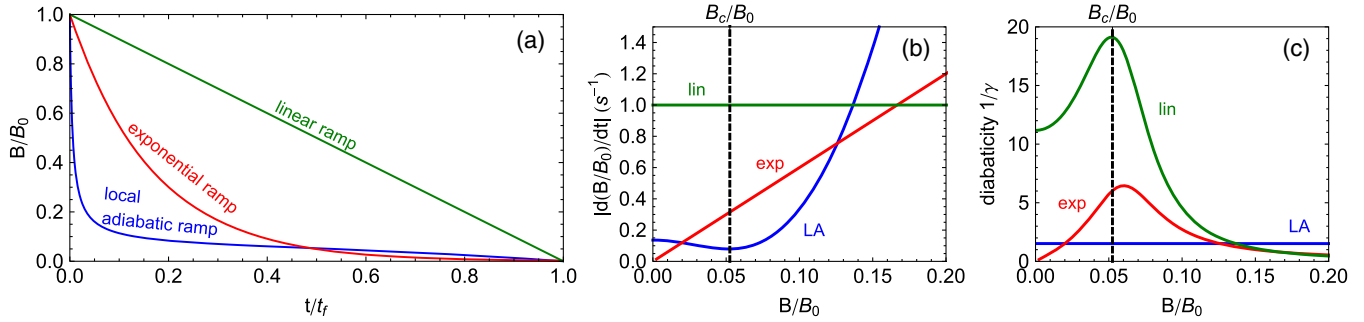 (a)
B/B0
1.0
0.8
0.6
0.4
0.2
0.0
linear ramp
exponential ramp
local
adiabatic ramp
0.0 0.2 0.4 0.6 0.8 1.0
t/tf
Bc/B0
(b)
|d(B/B0)/dt| (s−1)
1.4
1.2
1.0
0.8
0.6
0.4
0.2
0.0
lin
exp
LA
0.00 0.05 0.10 0.15 0.20
B/B0
Bc/B0
(c)
diabaticity 1/γ
20
15
10
5
0
lin
exp
LA
0.00 0.05 0.10 0.15 0.20
B/B0